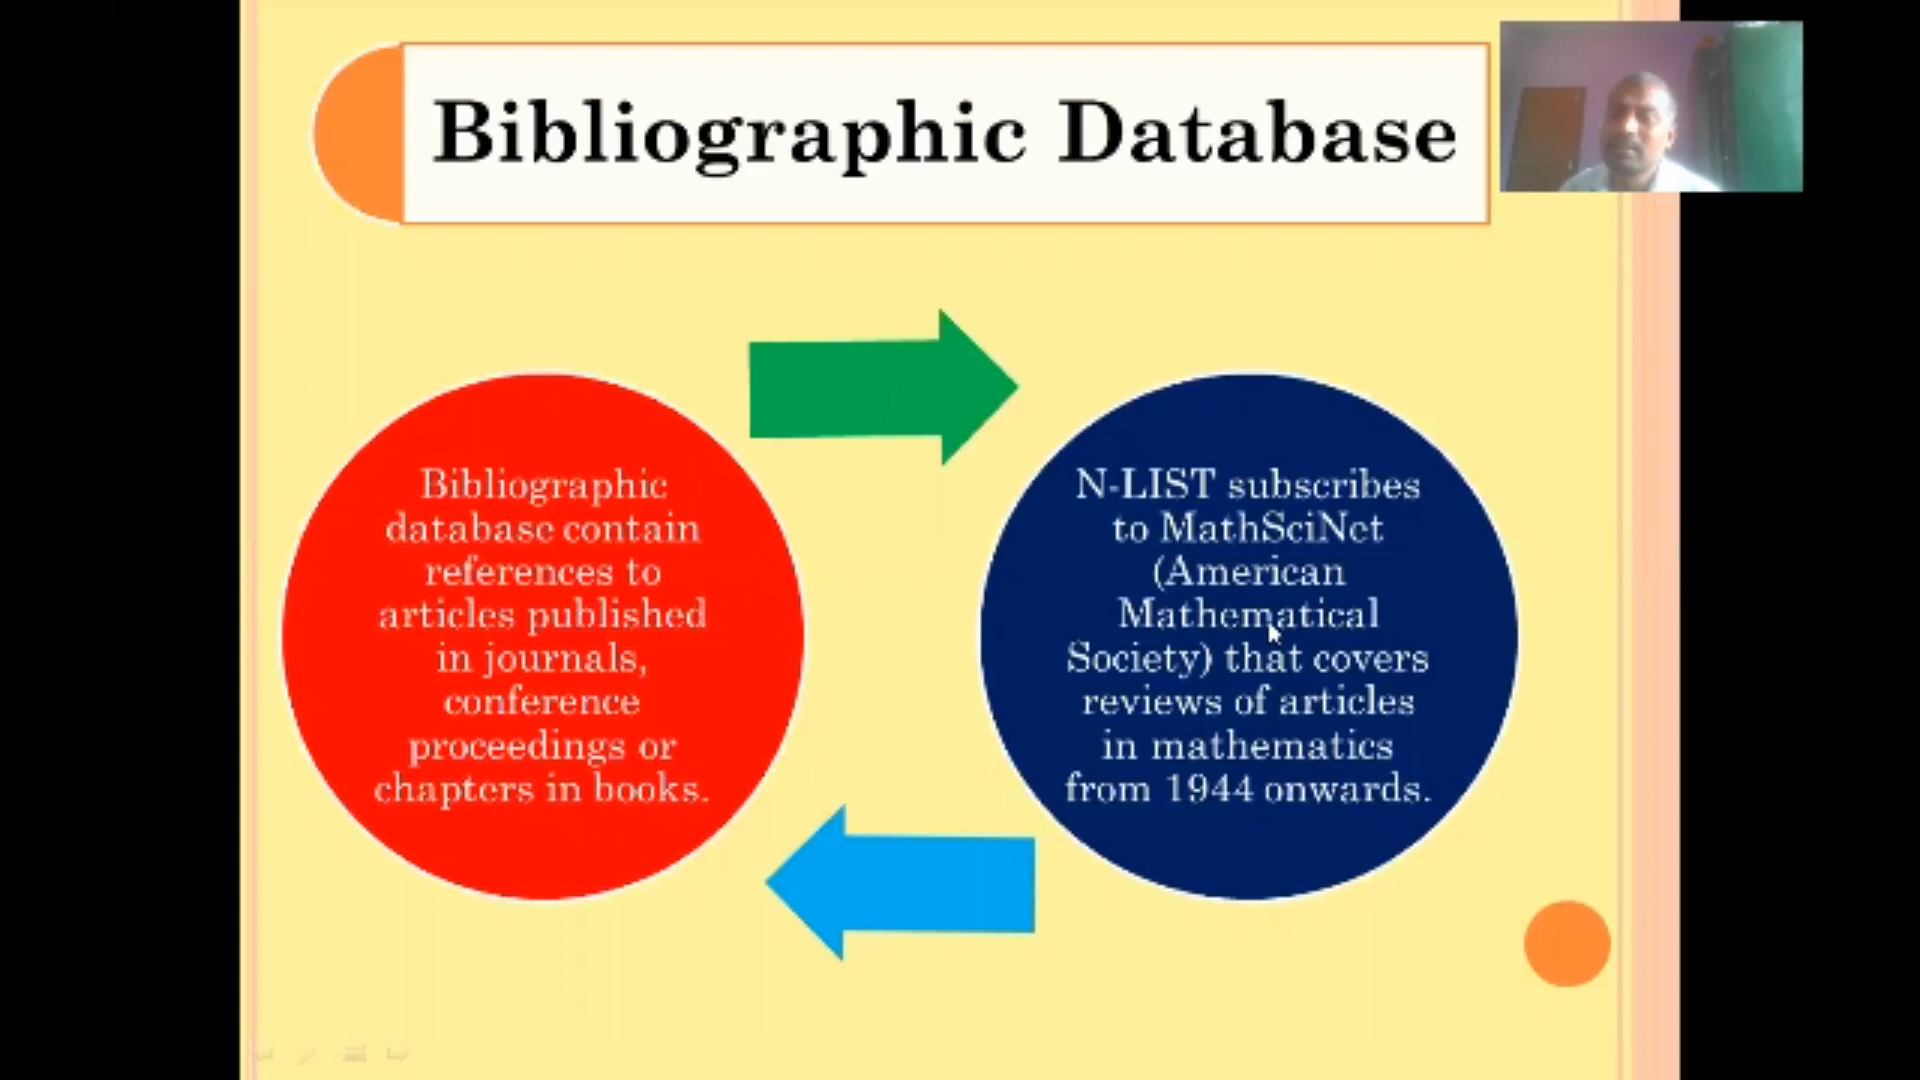 Bibliographic Database
Bibliographic
database contain
references to
articles published
in journals,
conference
proceedings or
chapters in books.
N-LIST subscribes
to MathSciNet
(American
Mathematical
Society) that covers
reviews of articles
in mathematics
from 1944 onwards.